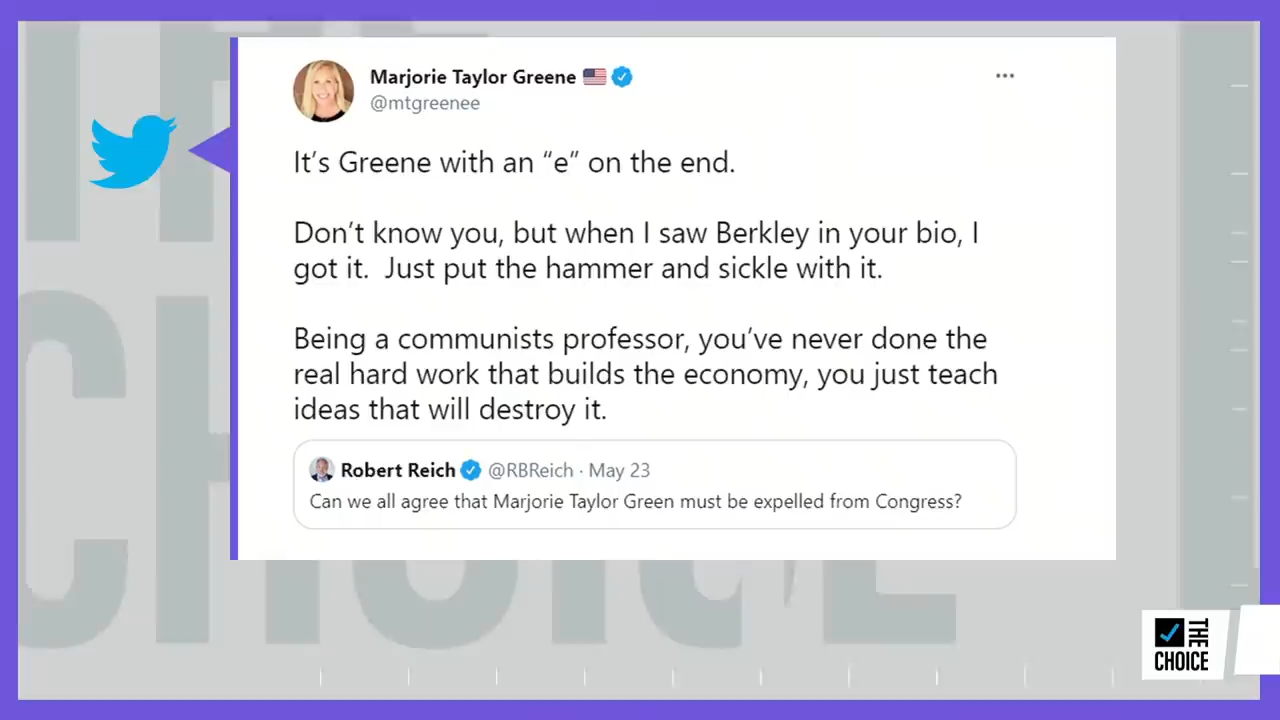 Marjorie Taylor Greene
@mtgreenee
It’s Greene with an “e” on the end.
Don’t know you, but when I saw Berkley in your bio, I
got it.  Just put the hammer and sickle with it.
Being a communists professor, you’ve never done the
real hard work that builds the economy, you just teach
ideas that will destroy it.
Robert Reich @RBReich · May 23
Can we all agree that Marjorie Taylor Green must be expelled from Congress?
THE
CHOICE